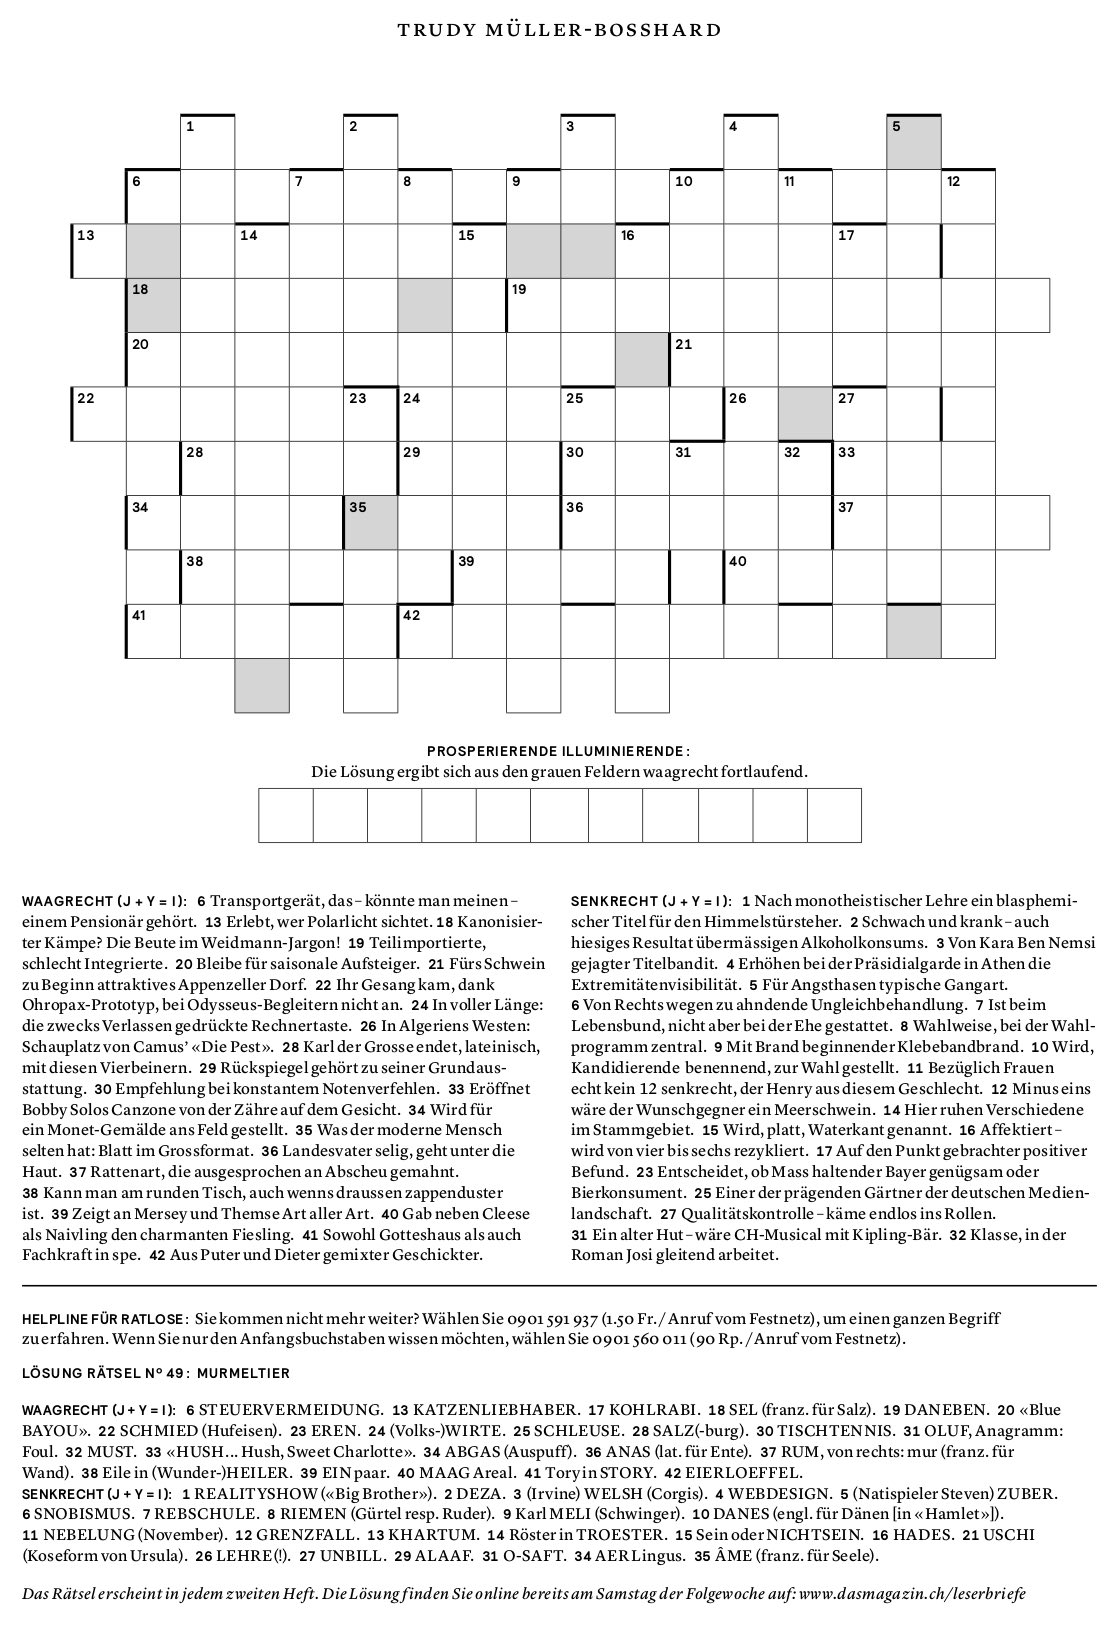 TRUDY MÜLLER-BOSSHARD
1 2 3 4 5
6 7 8 9 10 11 12
13 14 15 16 17
18 19
20 21
22 23 24 25 26 27
28 29 30 31 32 33
34 35 36 37
38 39 40
41 42
PROSPERIERENDE ILLUMINIERENDE:
Die Lösung ergibt sich aus den grauen Feldern waagrecht fortlaufend.
WAAGRECHT (J + Y = I): 6 Transportgerät, das – könnte man meinen –
einem Pensionär gehört. 13 Erlebt, wer Polarlicht sichtet. 18 Kanonisier-
ter Kämpe? Die Beute im Weidmann-Jargon! 19 Teilimportierte,
schlecht Integrierte. 20 Bleibe für saisonale Aufsteiger. 21 Fürs Schwein
zu Beginn attraktives Appenzeller Dorf. 22 Ihr Gesang kam, dank
Ohropax-Prototyp, bei Odysseus-Begleitern nicht an. 24 In voller Länge:
die zwecks Verlassen gedrückte Rechnertaste. 26 In Algeriens Westen:
Schauplatz von Camus’ «Die Pest». 28 Karl der Grosse endet, lateinisch,
mit diesen Vierbeinern. 29 Rückspiegel gehört zu seiner Grundaus-
stattung. 30 Empfehlung bei konstantem Notenverfehlen. 33 Eröffnet
Bobby Solos Canzone von der Zähre auf dem Gesicht. 34 Wird für
ein Monet-Gemälde ans Feld gestellt. 35 Was der moderne Mensch
selten hat: Blatt im Grossformat. 36 Landesvater selig, geht unter die
Haut. 37 Rattenart, die ausgesprochen an Abscheu gemahnt.
38 Kann man am runden Tisch, auch wenns draussen zappenduster
ist. 39 Zeigt an Mersey und Themse Art aller Art. 40 Gab neben Cleese
als Naivling den charmanten Fiesling. 41 Sowohl Gotteshaus als auch
Fachkraft in spe. 42 Aus Puter und Dieter gemixter Geschickter.
SENKRECHT (J + Y = I): 1 Nach monotheistischer Lehre ein blasphemi-
scher Titel für den Himmelstürsteher. 2 Schwach und krank – auch
hiesiges Resultat übermässigen Alkoholkonsums. 3 Von Kara Ben Nemsi
gejagter Titelbandit. 4 Erhöhen bei der Präsidialgarde in Athen die
Extremitätenvisibilität. 5 Für Angsthasen typische Gangart.
6 Von Rechts wegen zu ahndende Ungleichbehandlung. 7 Ist beim
Lebensbund, nicht aber bei der Ehe gestattet. 8 Wahlweise, bei der Wahl-
programm zentral. 9 Mit Brand beginnender Klebebandbrand. 10 Wird,
Kandidierende benennend, zur Wahl gestellt. 11 Bezüglich Frauen
echt kein 12 senkrecht, der Henry aus diesem Geschlecht. 12 Minus eins
wäre der Wunschgegner ein Meerschwein. 14 Hier ruhen Verschiedene
im Stammgebiet. 15 Wird, platt, Waterkant genannt. 16 Affektiert –
wird von vier bis sechs rezykliert. 17 Auf den Punkt gebrachter positiver
Befund. 23 Entscheidet, ob Mass haltender Bayer genügsam oder
Bierkonsument. 25 Einer der prägenden Gärtner der deutschen Medien-
landschaft. 27 Qualitätskontrolle – käme endlos ins Rollen.
31 Ein alter Hut – wäre CH-Musical mit Kipling-Bär. 32 Klasse, in der
Roman Josi gleitend arbeitet.
HELPLINE FÜR RATLOSE: Sie kommen nicht mehr weiter? Wählen Sie 0901 591 937 (1.50 Fr./Anruf vom Festnetz), um einen ganzen Begriff
zu erfahren. Wenn Sie nur den Anfangsbuchstaben wissen möchten, wählen Sie 0901 560 011 (90 Rp./Anruf vom Festnetz).
LÖSUNG RÄTSEL Nº 49: MURMELTIER
WAAGRECHT (J + Y = I): 6 STEUERVERMEIDUNG. 13 KATZENLIEBHABER. 17 KOHLRABI. 18 SEL (franz. für Salz). 19 DANEBEN. 20 «Blue
BAYOU». 22 SCHMIED (Hufeisen). 23 EREN. 24 (Volks-)WIRTE. 25 SCHLEUSE. 28 SALZ(-burg). 30 TISCHTENNIS. 31 OLUF, Anagramm:
Foul. 32 MUST. 33 «HUSH... Hush, Sweet Charlotte». 34 ABGAS (Auspuff). 36 ANAS (lat. für Ente). 37 RUM, von rechts: mur (franz. für
Wand). 38 Eile in (Wunder-)HEILER. 39 EIN paar. 40 MAAG Areal. 41 Tory in STORY. 42 EIERLOEFFEL.
SENKRECHT (J + Y = I): 1 REALITYSHOW («Big Brother»). 2 DEZA. 3 (Irvine) WELSH (Corgis). 4 WEBDESIGN. 5 (Natispieler Steven) ZUBER.
6 SNOBISMUS. 7 REBSCHULE. 8 RIEMEN (Gürtel resp. Ruder). 9 Karl MELI (Schwinger). 10 DANES (engl. für Dänen [in «Hamlet»]).
11 NEBELUNG (November). 12 GRENZFALL. 13 KHARTUM. 14 Röster in TROESTER. 15 Sein oder NICHTSEIN. 16 HADES. 21 USCHI
(Koseform von Ursula). 26 LEHRE(!). 27 UNBILL. 29 ALAAF. 31 O-SAFT. 34 AER Lingus. 35 ÂME (franz. für Seele).
Das Rätsel erscheint in jedem zweiten Heft. Die Lösung finden Sie online bereits am Samstag der Folgewoche auf: www.dasmagazin.ch/leserbriefe